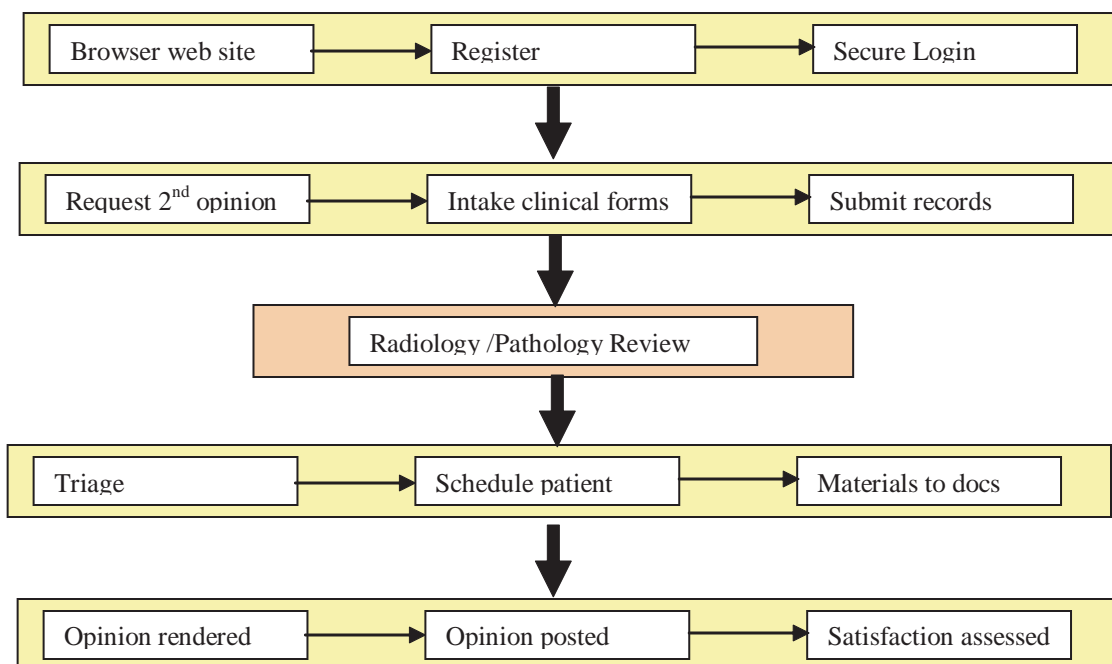 Browser web site
Register
Secure Login
Request 2nd opinion
Intake clinical forms
Submit records
Radiology /Pathology Review
Triage
Schedule patient
Materials to docs
Opinion rendered
Opinion posted
Satisfaction assessed